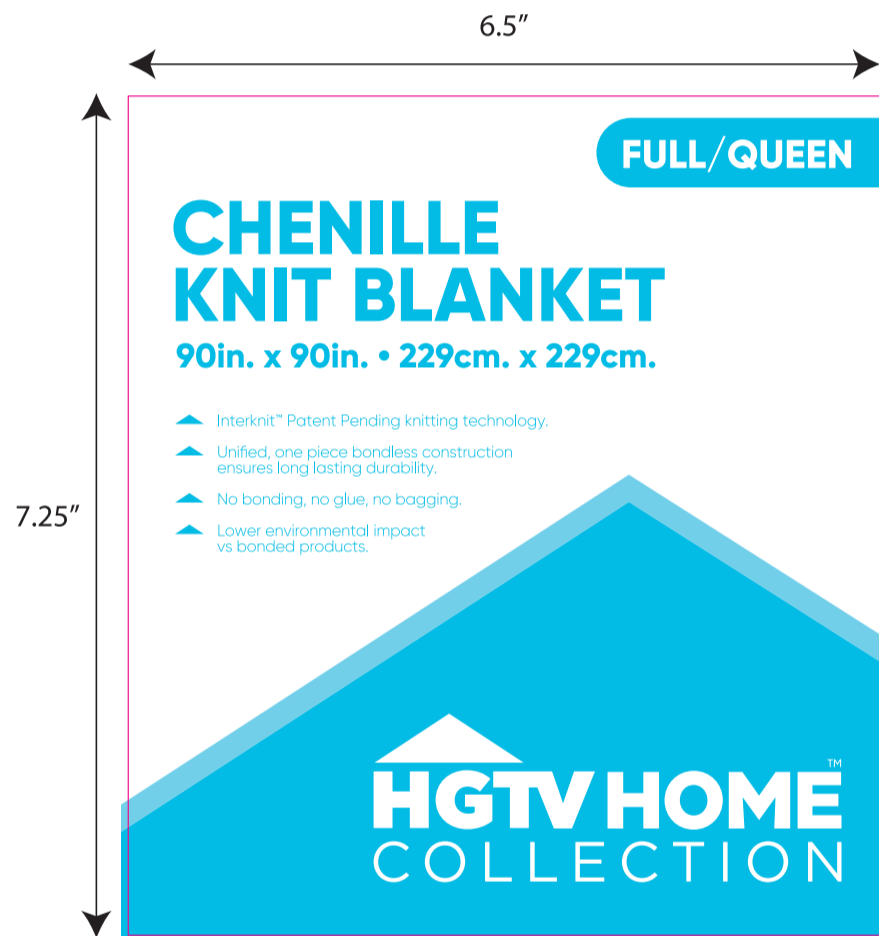 6.5”
7.25”
FULL/QUEEN
CHENILLE
KNIT BLANKET
90in. x 90in. • 229cm. x 229cm.
Interknit™ Patent Pending knitting technology.
Unified, one piece bondless construction
ensures long lasting durability.
No bonding, no glue, no bagging.
Lower environmental impact
vs bonded products.
HGTV HOME™
COLLECTION